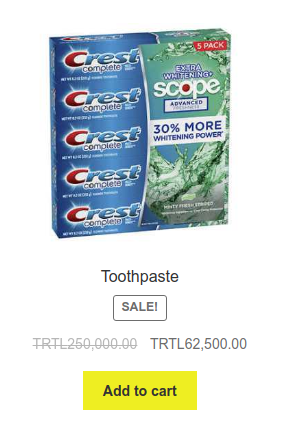 5 PACK
Crest
complete
EXTRA
WHITENING+
scope
ADVANCED
30% MORE
WHITENING POWER*
Crest
complete
Crest
complete
Crest
complete
Crest
complete
MINTY FRESH STRIPES
Toothpaste
SALE!
TRTL250,000.00 TRTL62,500.00
Add to cart